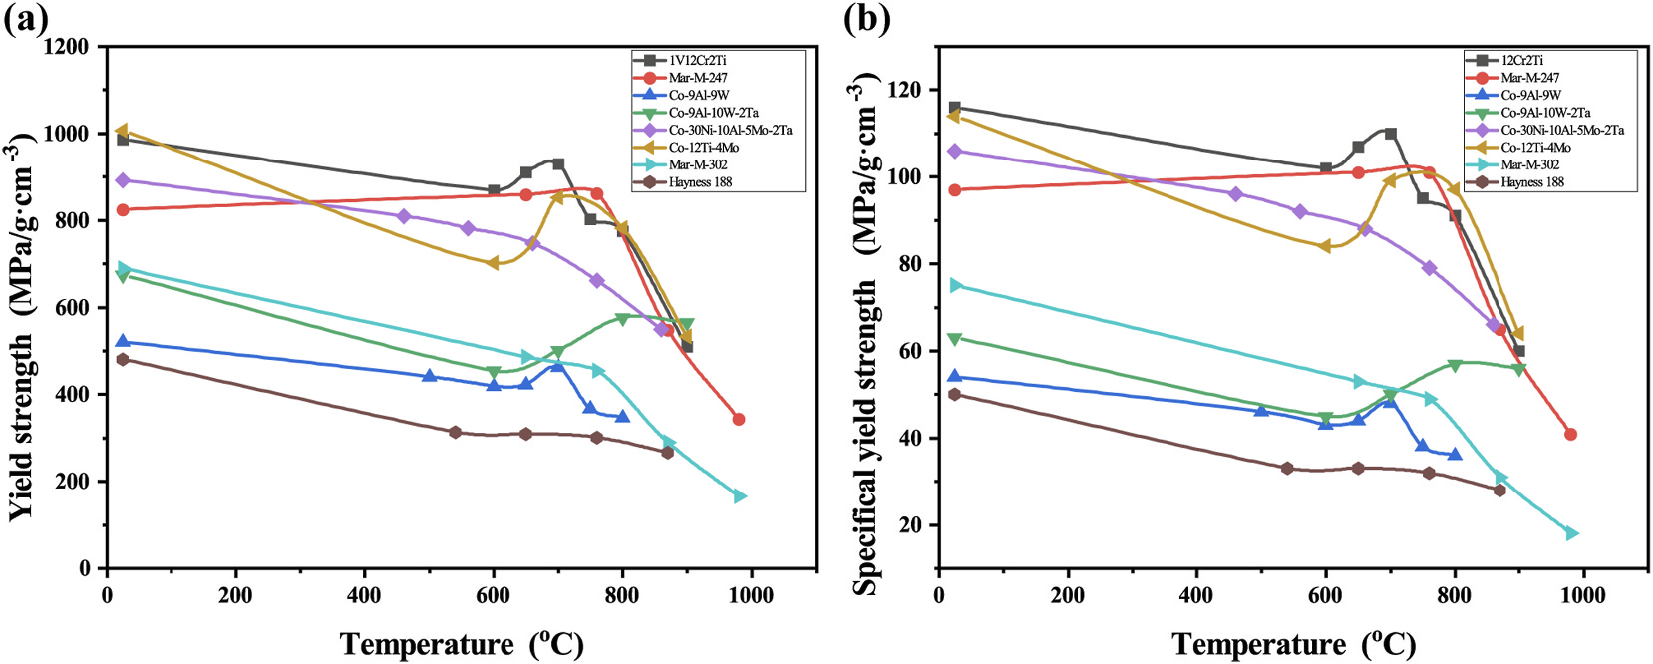 (a)
Yield strength (MPa/g·cm⁻³)
1200
1000
800
600
400
200
0
1V12Cr2Ti
Mar-M-247
Co-9Al-9W
Co-9Al-10W-2Ta
Co-30Ni-10Al-5Mo-2Ta
Co-12Ti-4Mo
Mar-M-302
Hayness 188
0 200 400 600 800 1000
Temperature (°C)
(b)
Specifical yield strength (MPa/g·cm⁻³)
120
100
80
60
40
20
12Cr2Ti
Mar-M-247
Co-9Al-9W
Co-9Al-10W-2Ta
Co-30Ni-10Al-5Mo-2Ta
Co-12Ti-4Mo
Mar-M-302
Hayness 188
0 200 400 600 800 1000
Temperature (°C)